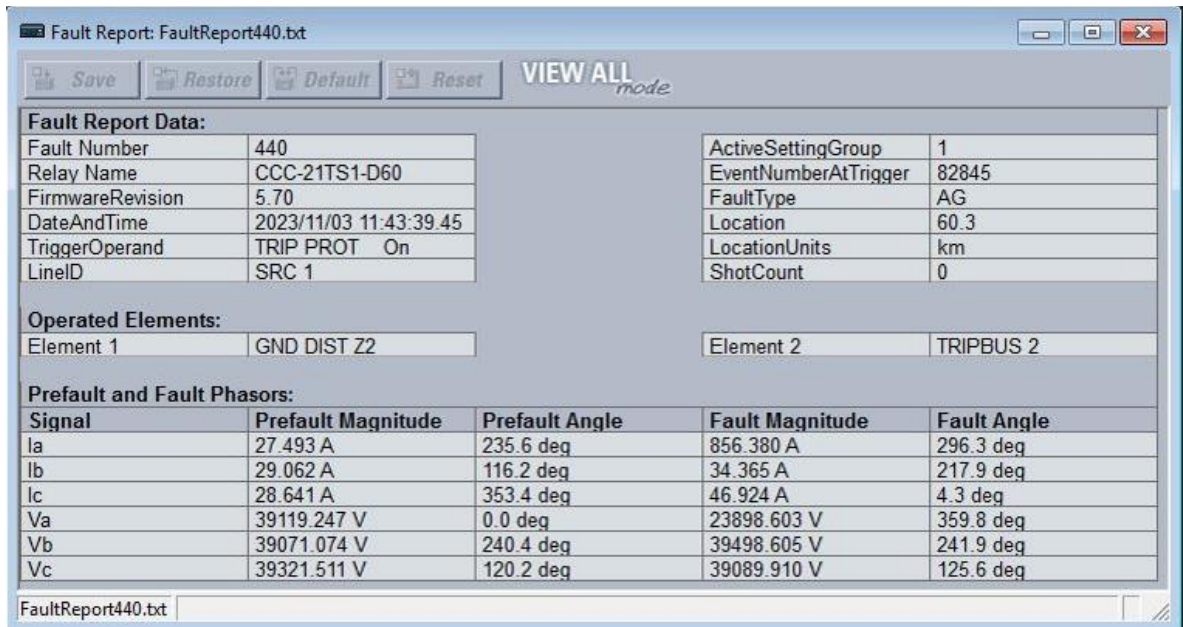 Fault Report: FaultReport440.txt
Save Restore Default Reset VIEW ALL mode
Fault Report Data:
Fault Number 440 ActiveSettingGroup 1
Relay Name CCC-21TS1-D60 EventNumberAtTrigger 82845
FirmwareRevision 5.70 FaultType AG
DateAndTime 2023/11/03 11:43:39.45 Location 60.3
TriggerOperand TRIP PROT On LocationUnits km
LineID SRC 1 ShotCount 0
Operated Elements:
Element 1 GND DIST Z2 Element 2 TRIPBUS 2
Prefault and Fault Phasors:
Signal Prefault Magnitude Prefault Angle Fault Magnitude Fault Angle
Ia 27.493 A 235.6 deg 856.380 A 296.3 deg
Ib 29.062 A 116.2 deg 34.365 A 217.9 deg
Ic 28.641 A 353.4 deg 46.924 A 4.3 deg
Va 39119.247 V 0.0 deg 23898.603 V 359.8 deg
Vb 39071.074 V 240.4 deg 39498.605 V 241.9 deg
Vc 39321.511 V 120.2 deg 39089.910 V 125.6 deg
FaultReport440.txt